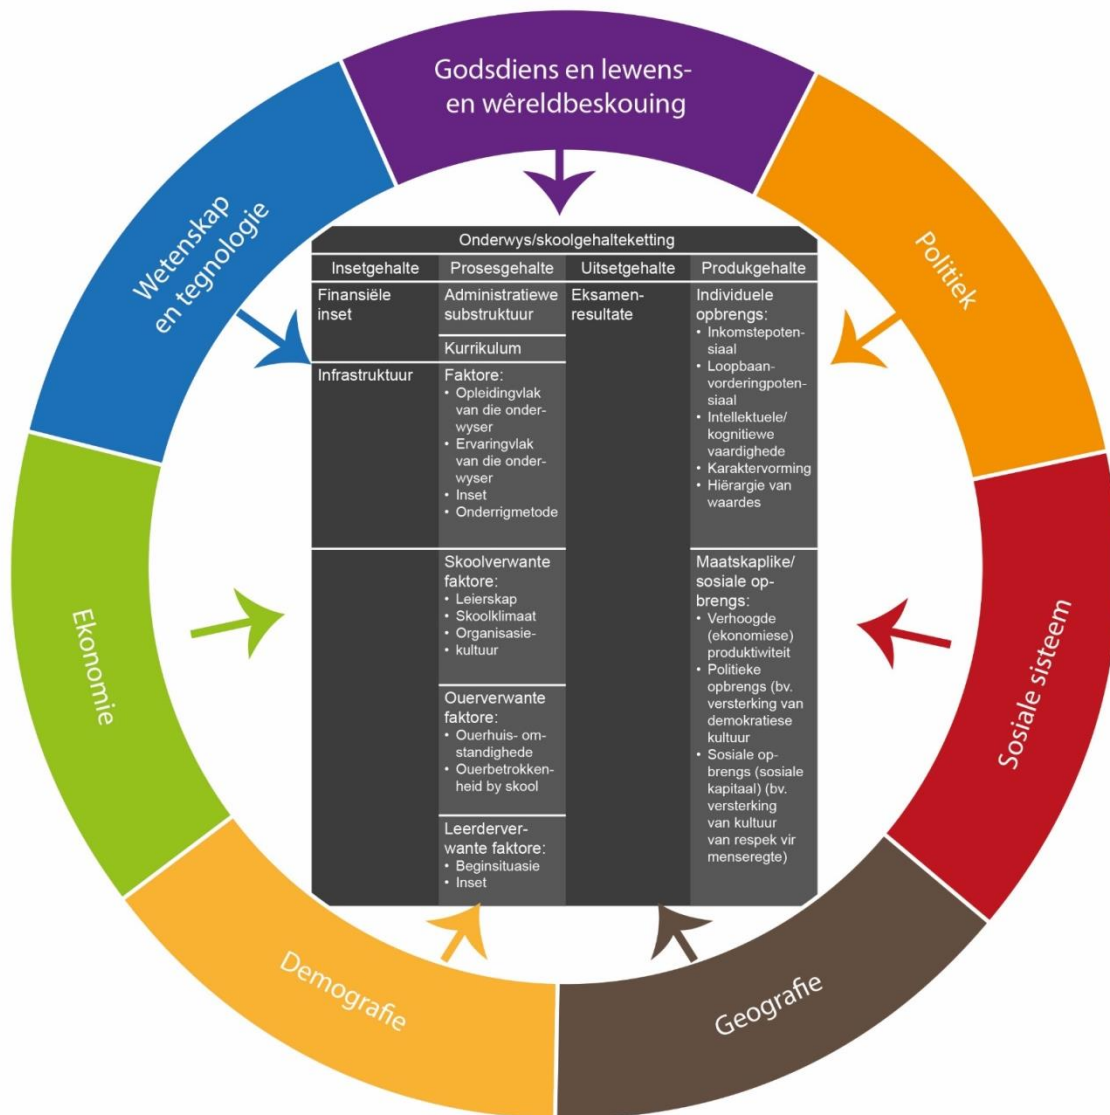 Godsdiens en lewens-
en wêreldbeskouing
Wetenskap
en tegnologie
Politiek
Ekonomie
Sosiale sisteem
Demografie
Geografie
Onderwys/skoolgehalteketting
Insetgehalte
Prosesgehalte
Uitsetgehalte
Produkgehalte
Finansiële
inset
Infrastruktuur
Administratiewe
substruktuur
Kurrikulum
Faktore:
• Opleidingvlak
van die onder-
wyser
• Ervaringvlak
van die onder-
wyser
• Inset
• Onderrigmetode
Skoolverwante
faktore:
• Leierskap
• Skoolklimaat
• Organisasie-
• kultuur
Ouerverwante
faktore:
• Ouerhuis- om-
standighede
• Ouerbetrokken-
heid by skool
Leerderver-
wante faktore:
• Beginsituasie
• Inset
Eksamen-
resultate
Individuele
opbrengs:
• Inkomstepoten-
siaal
• Loopbaan-
vorderingpoten-
siaal
• Intellektuele/
kognitiewe
vaardighede
• Karaktervorming
• Hiërargie van
waardes
Maatskaplike/
sosiale op-
brengs:
• Verhoogde
(ekonomiese)
produktiwiteit
• Politieke
opbrengs (bv.
versterking van
demokratiese
kultuur
• Sosiale op-
brengs (sosiale
kapitaal) (bv.
versterking
van kultuur
van respek vir
menseregte)